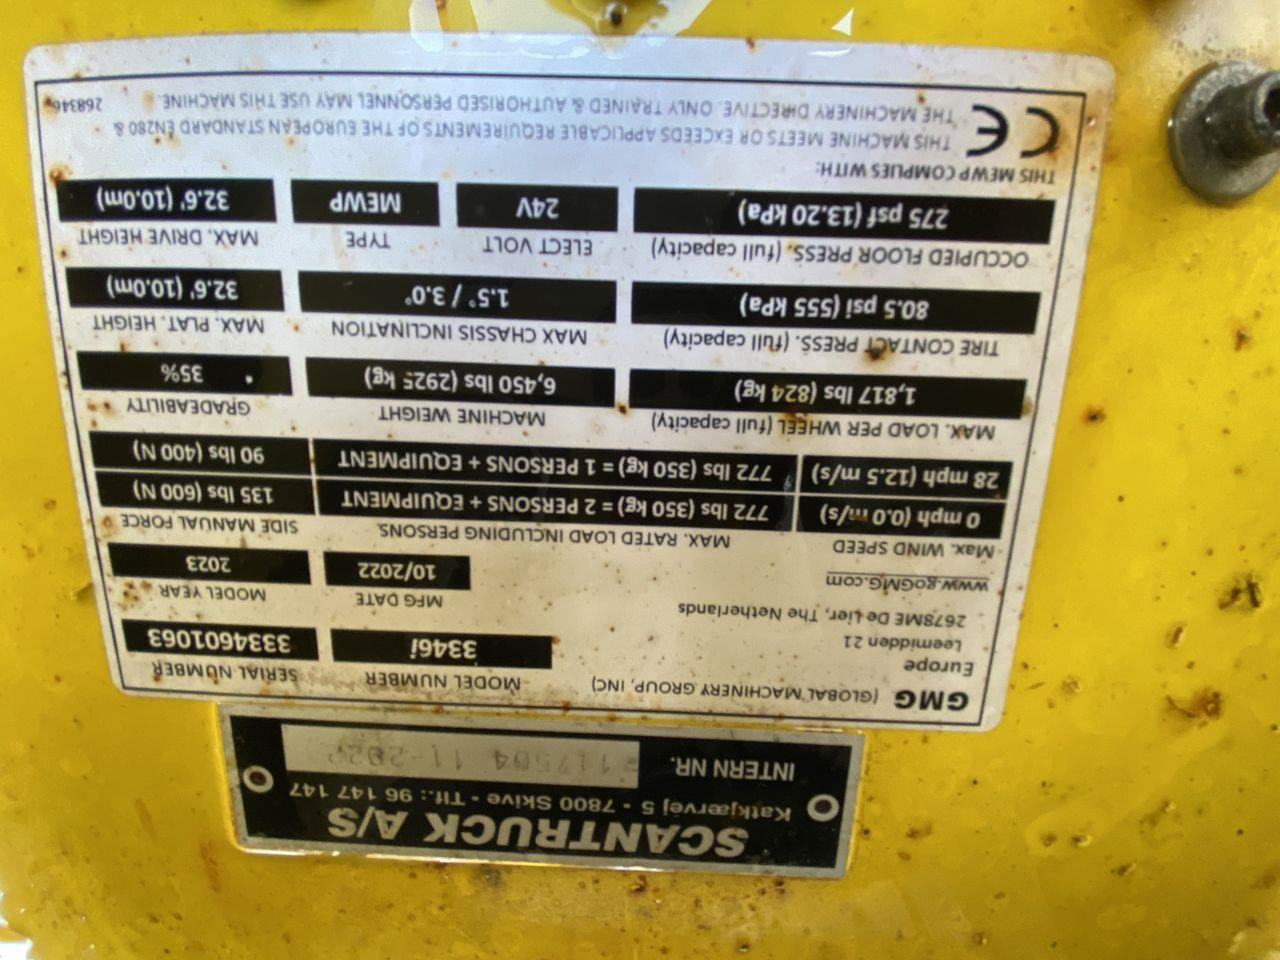 SCANTRUCK A/S
Katkjærvej 5 - 7800 Skive - Tlf.: 96 147 147
INTERN NR. 117504 11-2022
GMG (GLOBAL MACHINERY GROUP, INC)
Europe
Leemidden 21
2678ME De Lier, The Netherlands
www.goGMG.com
MODEL NUMBER SERIAL NUMBER
3346i 3334601063
MFG DATE MODEL YEAR
10/2022 2023
Max. WIND SPEED MAX. RATED LOAD INCLUDING PERSONS SIDE MANUAL FORCE
0 mph (0.0 m/s) 772 lbs (350 kg) = 2 PERSONS + EQUIPMENT 135 lbs (600 N)
28 mph (12.5 m/s) 772 lbs (350 kg) = 1 PERSONS + EQUIPMENT 90 lbs (400 N)
MAX. LOAD PER WHEEL (full capacity) MACHINE WEIGHT GRADEABILITY
1,817 lbs (824 kg) 6,450 lbs (2925 kg) 35%
TIRE CONTACT PRESS. (full capacity) MAX CHASSIS INCLINATION MAX. PLAT. HEIGHT
80.5 psi (555 kPa) 1.5° / 3.0° 32.6' (10.0m)
OCCUPIED FLOOR PRESS. (full capacity) ELECT VOLT TYPE MAX. DRIVE HEIGHT
275 psf (13.20 kPa) 24V MEWP 32.6' (10.0m)
THIS MEWP COMPLIES WITH:
CE THIS MACHINE MEETS OR EXCEEDS APPLICABLE REQUIREMENTS OF THE EUROPEAN STANDARD EN280 &
THE MACHINERY DIRECTIVE. ONLY TRAINED & AUTHORISED PERSONNEL MAY USE THIS MACHINE. 268346